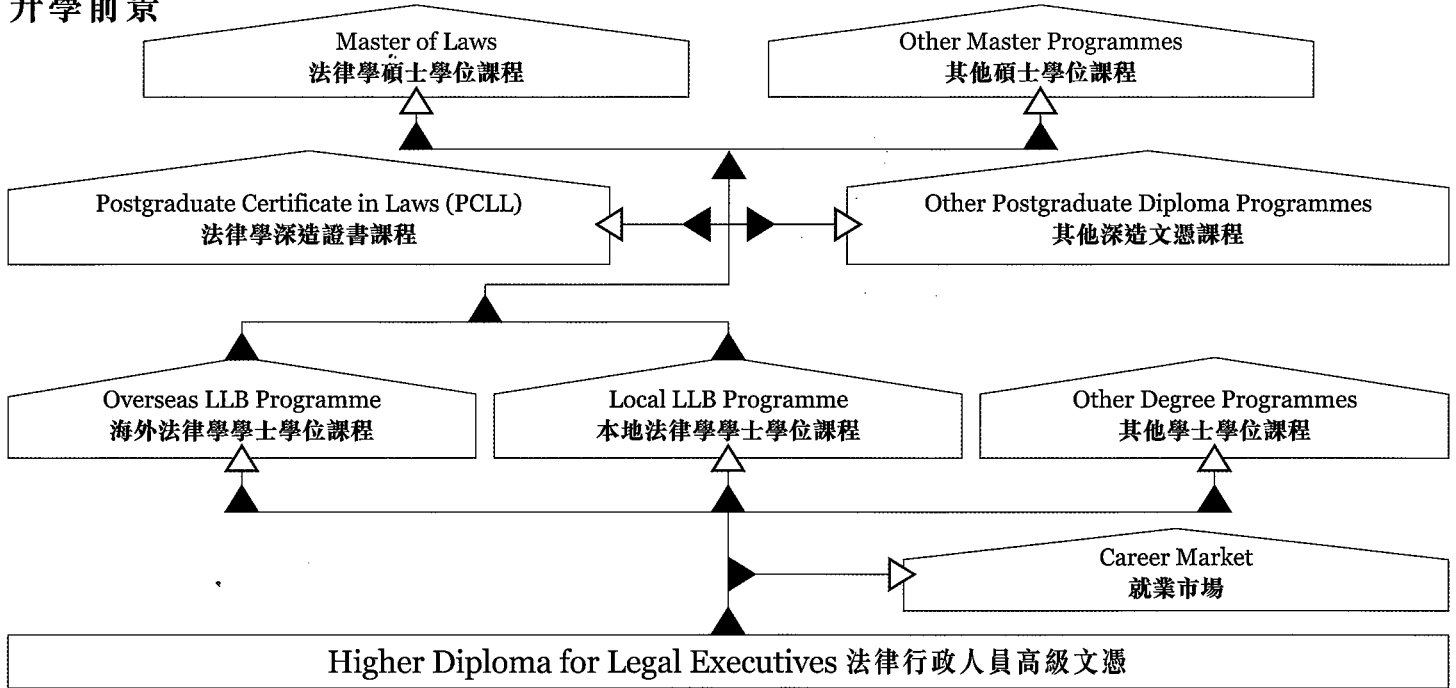 升學前景
Master of Laws
法律學碩士學位課程
Other Master Programmes
其他碩士學位課程
Postgraduate Certificate in Laws (PCLL)
法律學深造證書課程
Other Postgraduate Diploma Programmes
其他深造文憑課程
Overseas LLB Programme
海外法律學學士學位課程
Local LLB Programme
本地法律學學士學位課程
Other Degree Programmes
其他學士學位課程
Career Market
就業市場
Higher Diploma for Legal Executives 法律行政人員高級文憑